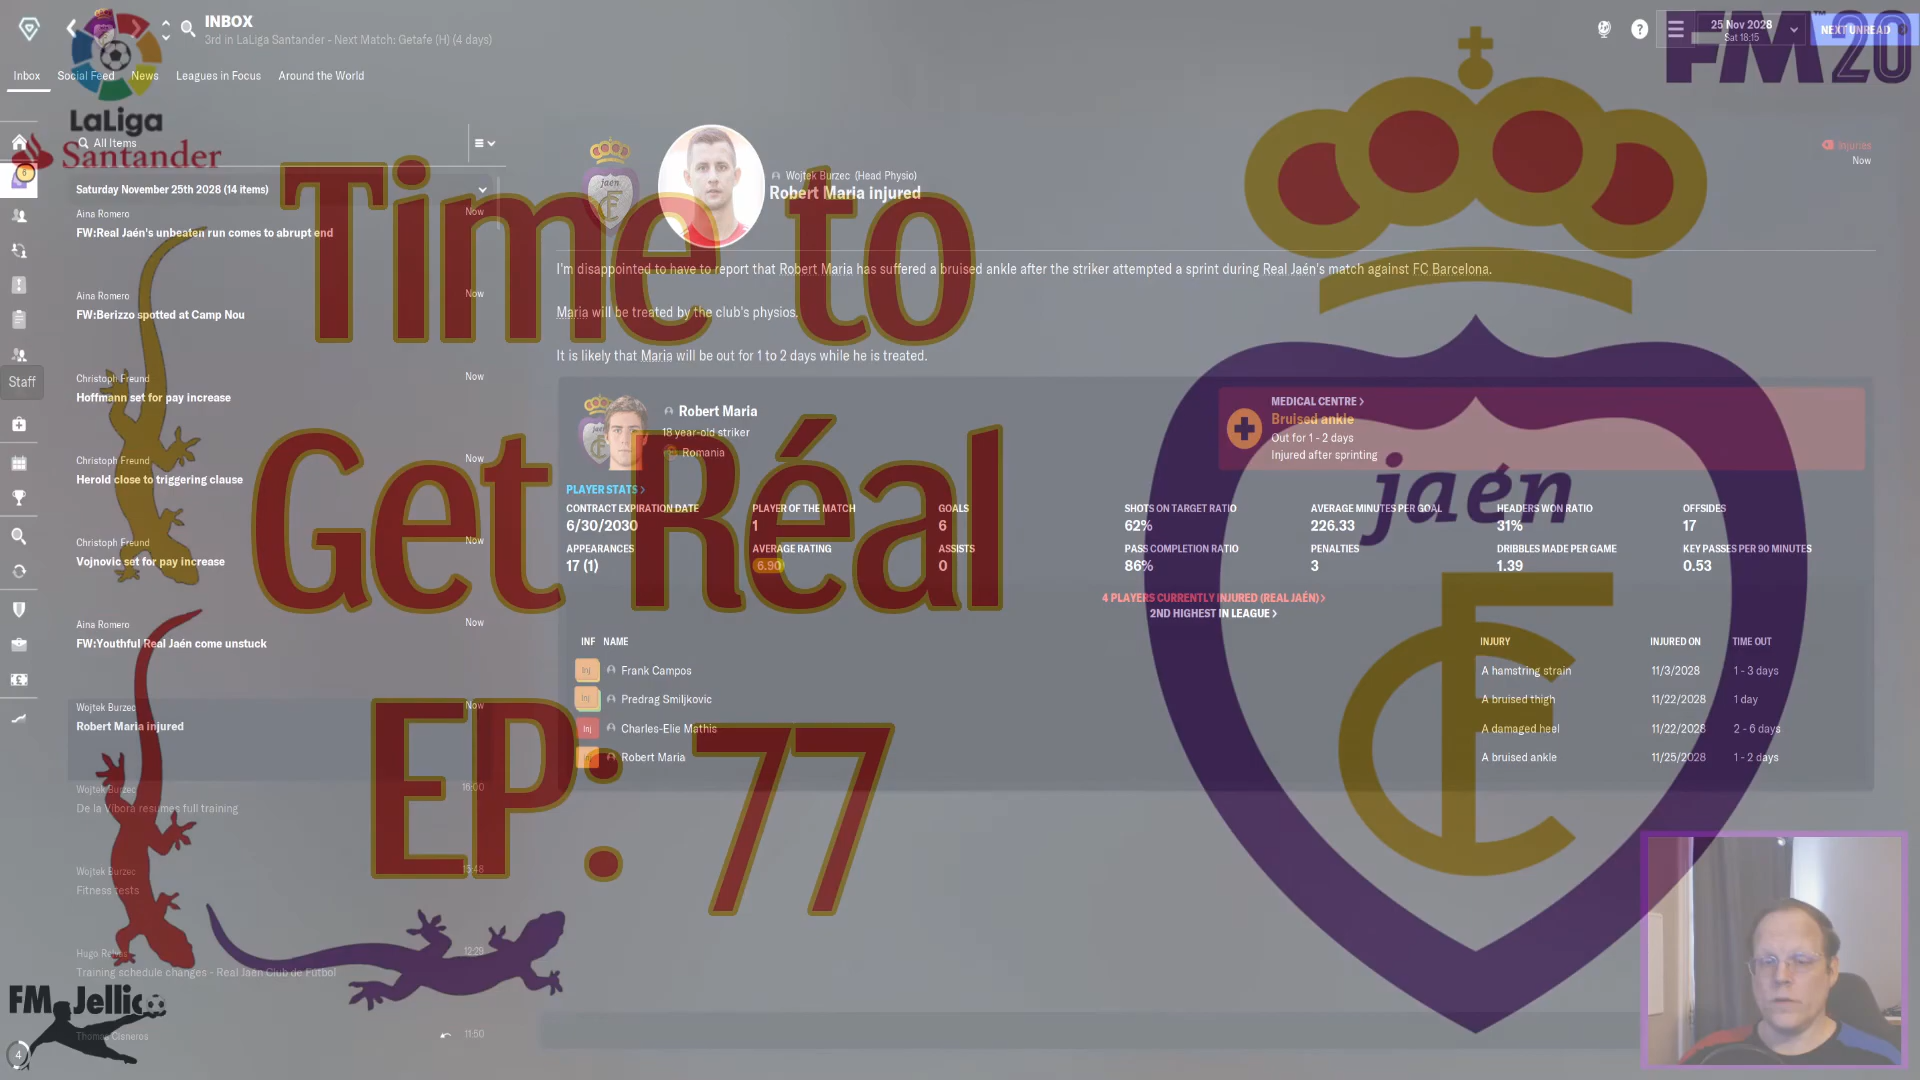 INBOX
3rd in LaLiga Santander - Next Match: Getafe (H) (4 days)
25 Nov 2028
Sat 18:15
NEXT UNREAD
FM20
Inbox
Social Feed
News
Leagues in Focus
Around the World
LaLiga
Santander
All Items
Saturday November 25th 2028 (14 items)
Aina Romero
Now
FW:Real Jaén's unbeaten run comes to abrupt end
Aina Romero
Now
FW:Berizzo spotted at Camp Nou
Christoph Freund
Now
Hoffmann set for pay increase
Staff
Christoph Freund
Now
Herold close to triggering clause
Christoph Freund
Now
Vojnovic set for pay increase
Aina Romero
Now
FW:Youthful Real Jaén come unstuck
Wojtek Burzec
Now
Robert Maria injured
Wojtek Burzec
16:00
De la Víbora resumes full training
Wojtek Burzec
15:48
Fitness tests
12:29
Training schedule changes - Real Jaén Club de Fútbol
Thomas Cisneros
11:50
FM Jellico
4
6
Time to
Get Réal
EP: 77
Wojtek Burzec (Head Physio)
Robert Maria injured
Injuries
Now
I'm disappointed to have to report that Robert Maria has suffered a bruised ankle after the striker attempted a sprint during Real Jaén's match against FC Barcelona.
Maria will be treated by the club's physios.
It is likely that Maria will be out for 1 to 2 days while he is treated.
Robert Maria
18 year-old striker
Romania
MEDICAL CENTRE >
Bruised ankle
Out for 1 - 2 days
Injured after sprinting
jaén
PLAYER STATS >
CONTRACT EXPIRATION DATE
6/30/2030
PLAYER OF THE MATCH
1
GOALS
6
SHOTS ON TARGET RATIO
62%
AVERAGE MINUTES PER GOAL
226.33
HEADERS WON RATIO
31%
OFFSIDES
17
APPEARANCES
17 (1)
AVERAGE RATING
6.90
ASSISTS
0
PASS COMPLETION RATIO
86%
PENALTIES
3
DRIBBLES MADE PER GAME
1.39
KEY PASSES PER 90 MINUTES
0.53
4 PLAYERS CURRENTLY INJURED (REAL JAÉN) >
2ND HIGHEST IN LEAGUE >
INF NAME INJURY INJURED ON TIME OUT
Inj Frank Campos A hamstring strain 11/3/2028 1 - 3 days
Inj Predrag Smiljkovic A bruised thigh 11/22/2028 1 day
Inj Charles-Elie Mathis A damaged heel 11/22/2028 2 - 6 days
Robert Maria A bruised ankle 11/25/2028 1 - 2 days